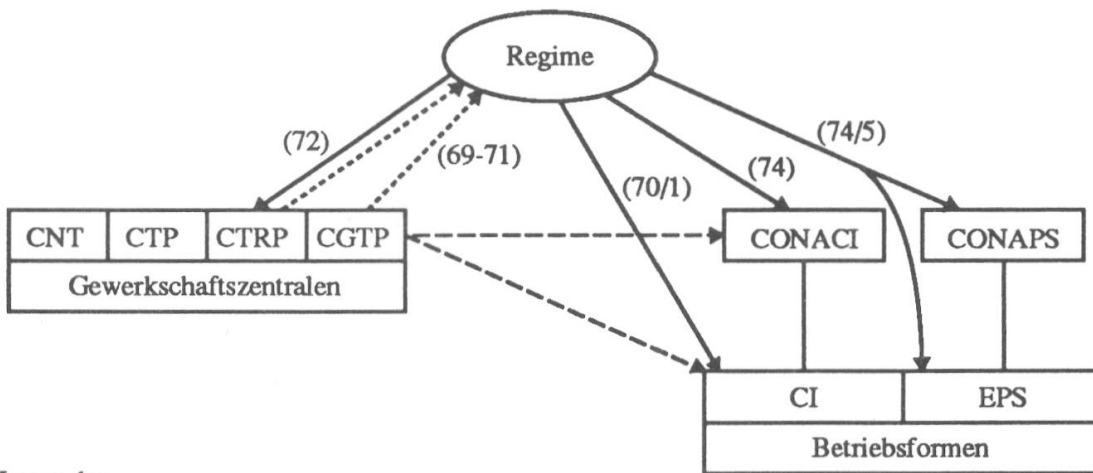 Regime
(72)
(69-71)
(70/1)
(74)
(74/5)
CNT CTP CTRP CGTP
Gewerkschaftszentralen
CONACI CONAPS
CI EPS
Betriebsformen